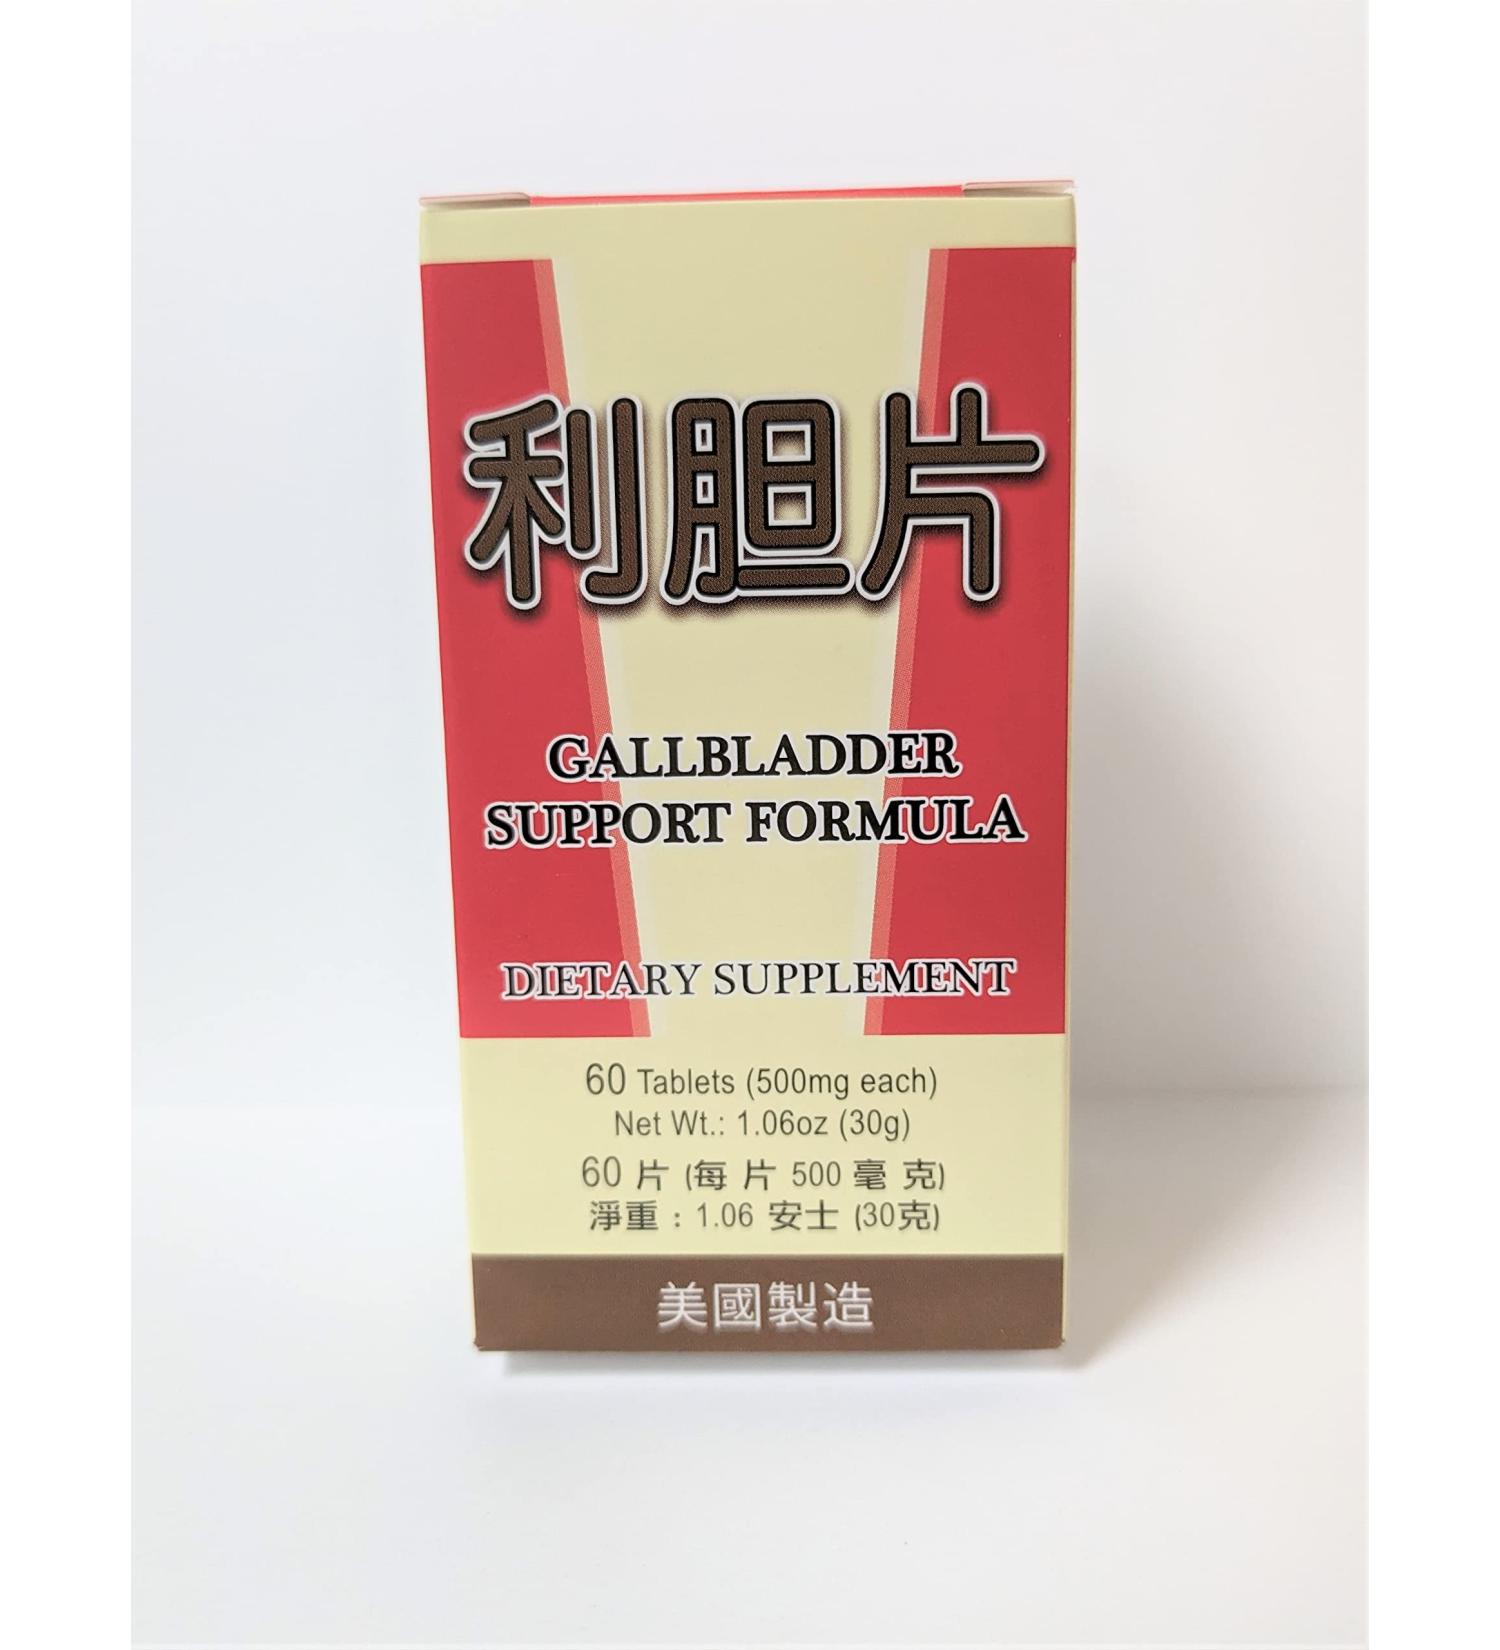 利胆片
GALLBLADDER
SUPPORT FORMULA
DIETARY SUPPLEMENT
60 Tablets (500mg each)
Net Wt.: 1.06oz (30g)
60 片 (每 片 500 毫 克)
淨重：1.06 安士 (30克)
美國製造